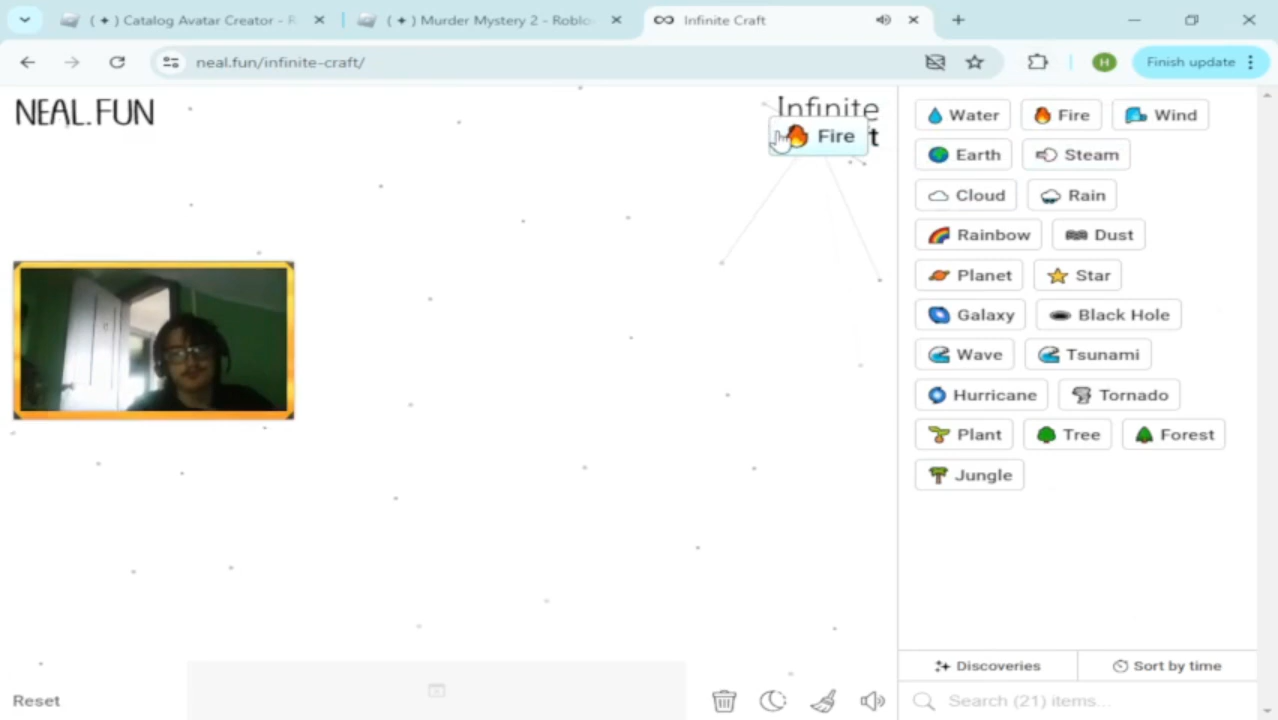 ( ✦ ) Catalog Avatar Creator - R
( ✦ ) Murder Mystery 2 - Roblo
Infinite Craft
neal.fun/infinite-craft/
H
Finish update
NEAL.FUN
Infinite
Fire
t
Water
Fire
Wind
Earth
Steam
Cloud
Rain
Rainbow
Dust
Planet
Star
Galaxy
Black Hole
Wave
Tsunami
Hurricane
Tornado
Plant
Tree
Forest
Jungle
Discoveries
Sort by time
Reset
Search (21) items...